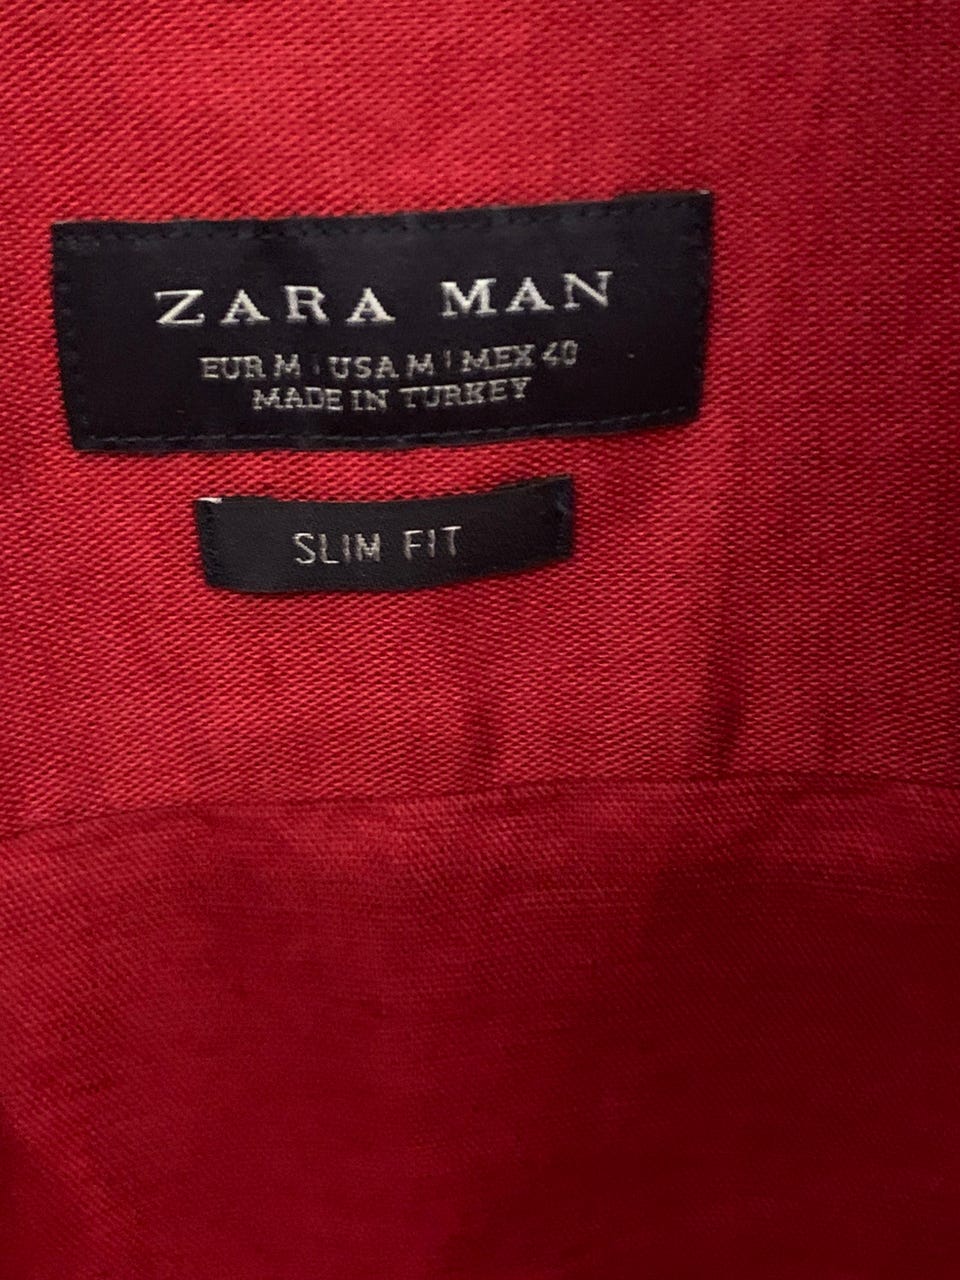 ZARA MAN
EUR M | USA M | MEX 40
MADE IN TURKEY
SLIM FIT